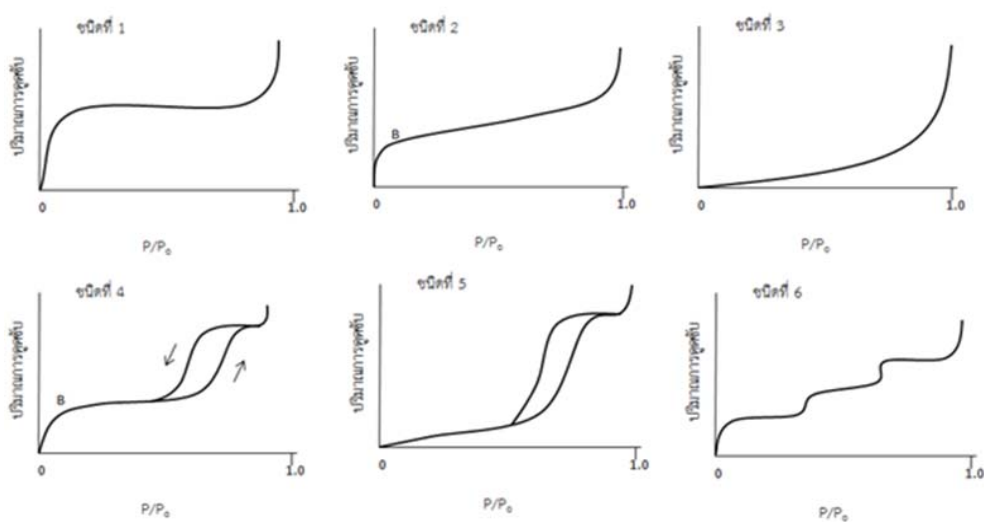 ชนิดที่ 1
ปริมาณการดูดซับ
0
1.0
P/P₀
ชนิดที่ 2
ปริมาณการดูดซับ
B
0
1.0
P/P₀
ชนิดที่ 3
ปริมาณการดูดซับ
0
1.0
P/P₀
ชนิดที่ 4
ปริมาณการดูดซับ
B
0
1.0
P/P₀
ชนิดที่ 5
ปริมาณการดูดซับ
0
1.0
P/P₀
ชนิดที่ 6
ปริมาณการดูดซับ
0
1.0
P/P₀